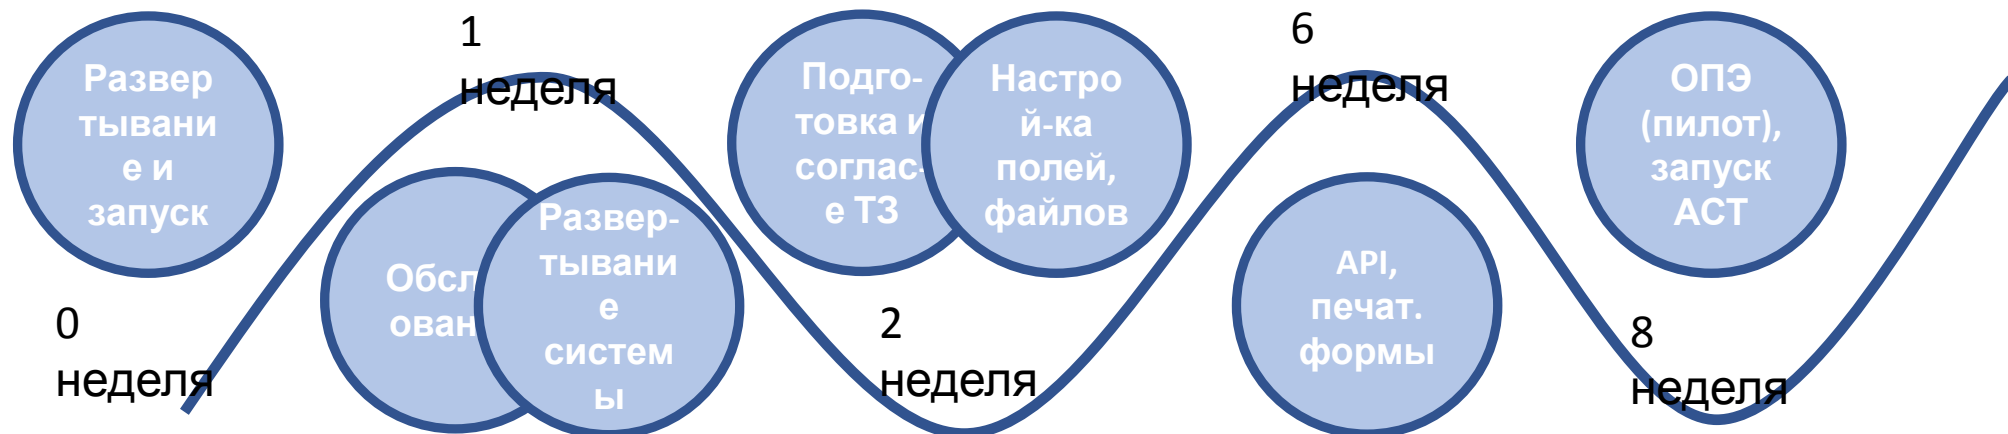 Развер
тывани
е и
запуск
0
неделя
1
неделя
Обсл
ован
Развер-
тывани
е
систем
ы
Подго-
товка и
соглас-
е ТЗ
Настро
й-ка
полей,
файлов
2
неделя
6
неделя
API,
печат.
формы
ОПЭ
(пилот),
запуск
АСТ
8
неделя